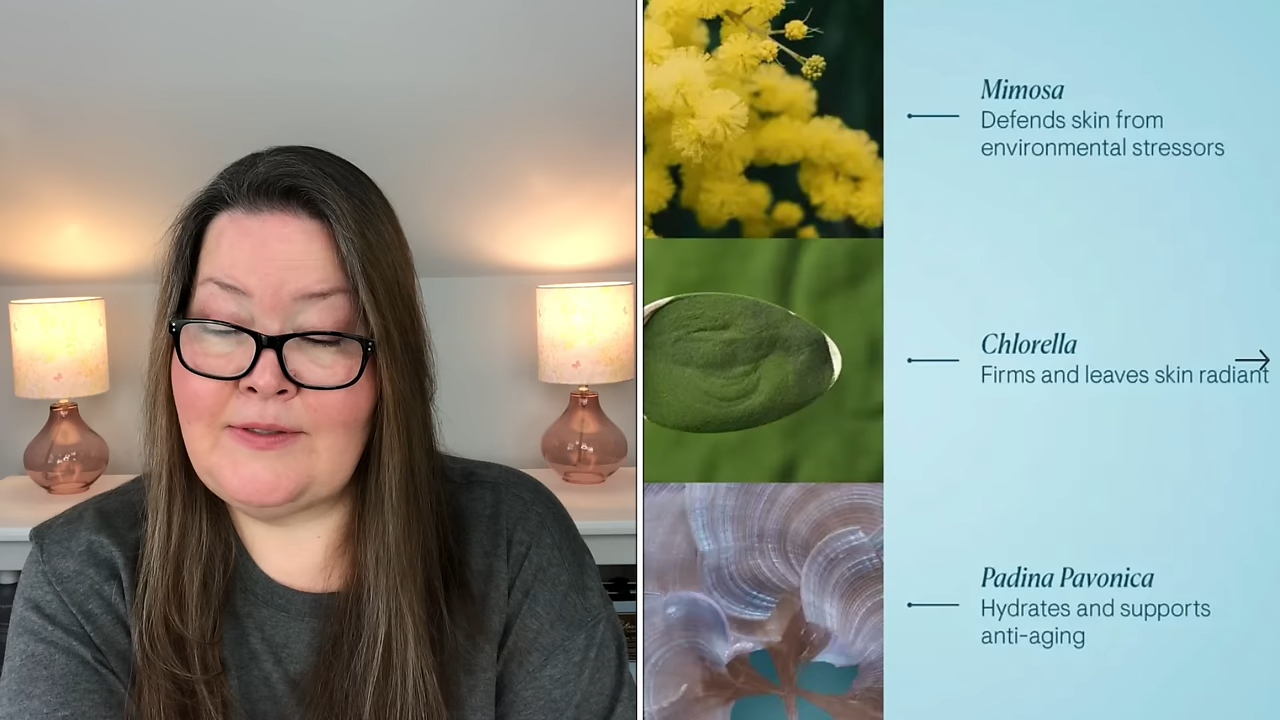 Mimosa
Defends skin from
environmental stressors
Chlorella
Firms and leaves skin radiant
Padina Pavonica
Hydrates and supports
anti-aging